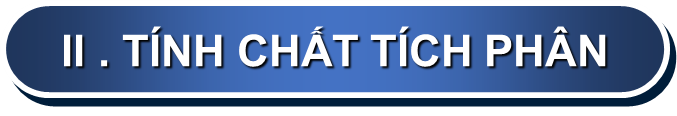 II . TÍNH CHẤT TÍCH PHÂN